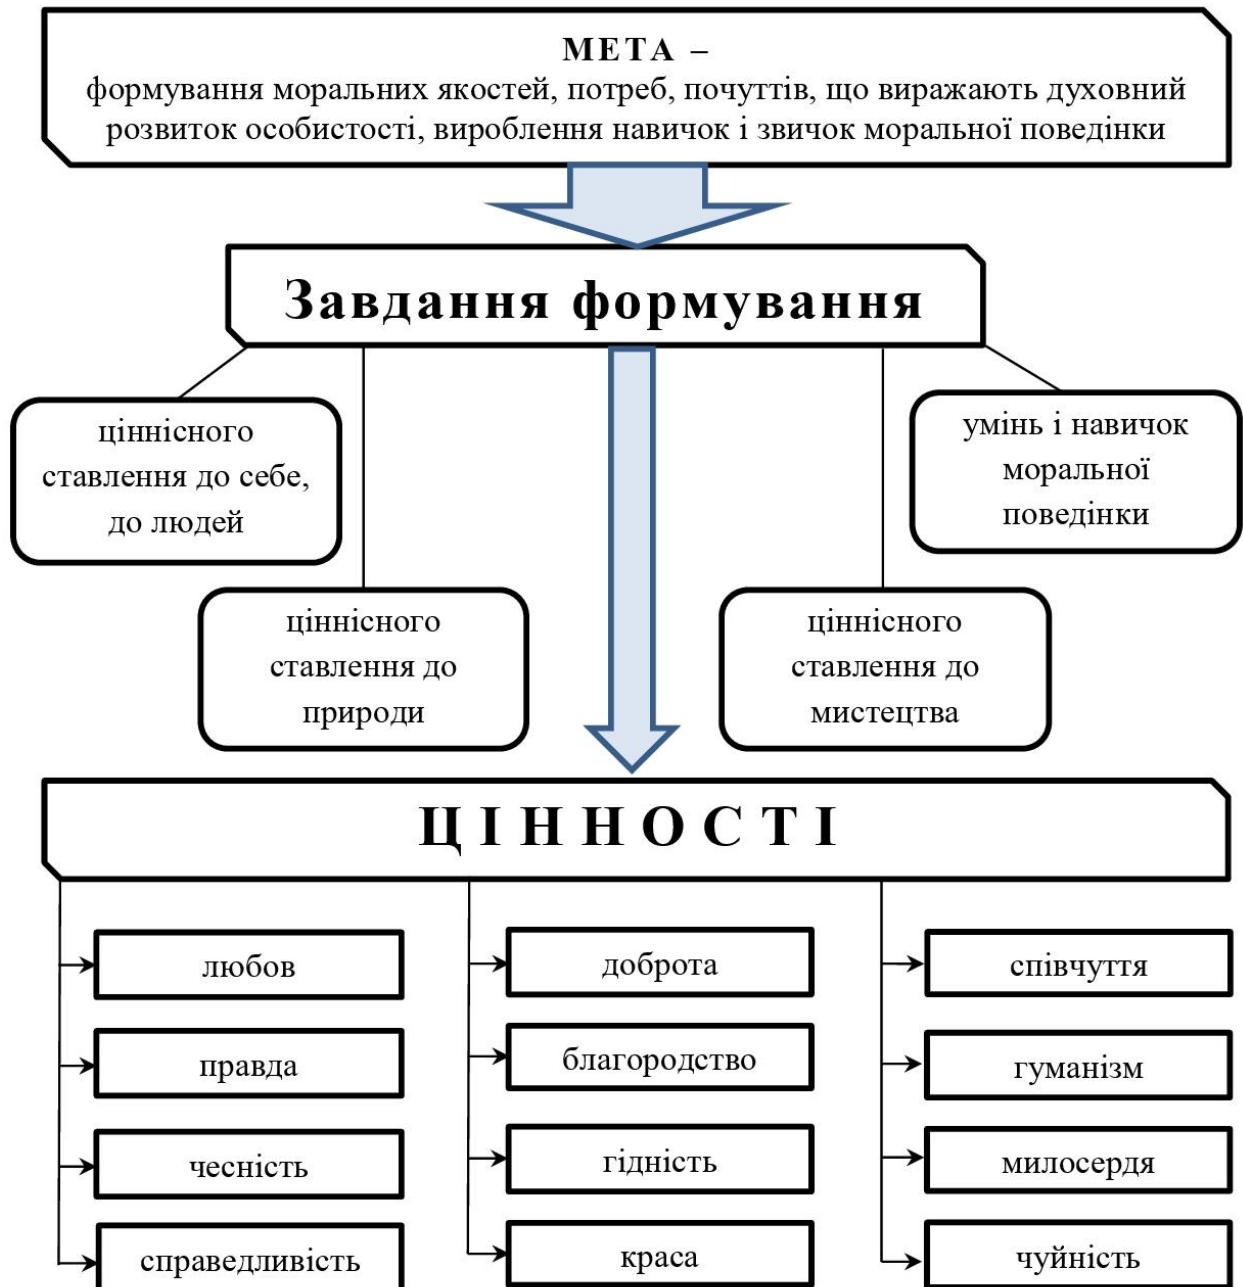 МЕТА –
формування моральних якостей, потреб, почуттів, що виражають духовний
розвиток особистості, вироблення навичок і звичок моральної поведінки
Завдання формування
ціннісного
ставлення до себе,
до людей
ціннісного
ставлення до
природи
ціннісного
ставлення до
мистецтва
умінь і навичок
моральної
поведінки
ЦІННОСТІ
любов
правда
чесність
справедливість
доброта
благородство
гідність
краса
співчуття
гуманізм
милосердя
чуйність